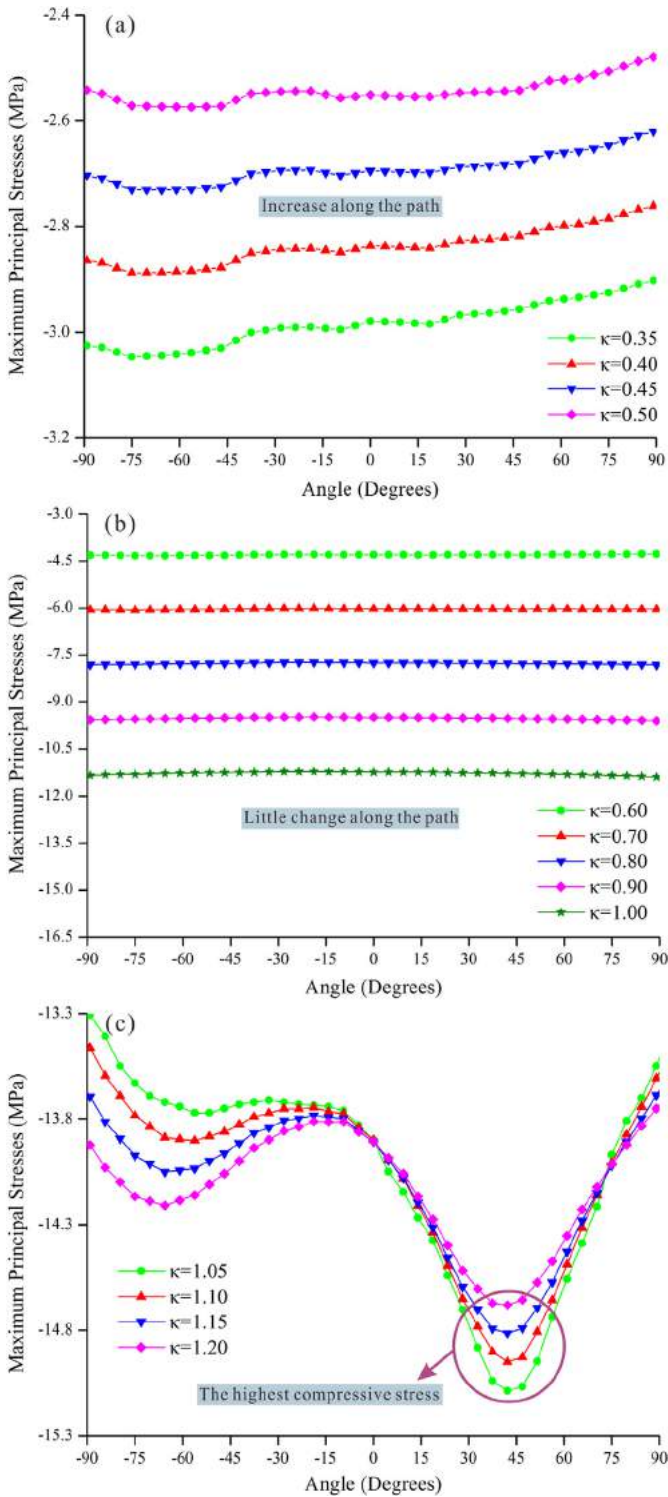 (a)
-2.4
-2.6
-2.8
-3.0
-3.2
Maximum Principal Stresses (MPa)
Increase along the path
κ=0.35
κ=0.40
κ=0.45
κ=0.50
-90 -75 -60 -45 -30 -15 0 15 30 45 60 75 90
Angle (Degrees)
(b)
-3.0
-4.5
-6.0
-7.5
-9.0
-10.5
-12.0
-13.5
-15.0
-16.5
Maximum Principal Stresses (MPa)
Little change along the path
κ=0.60
κ=0.70
κ=0.80
κ=0.90
κ=1.00
-90 -75 -60 -45 -30 -15 0 15 30 45 60 75 90
Angle (Degrees)
(c)
-13.3
-13.8
-14.3
-14.8
-15.3
Maximum Principal Stresses (MPa)
κ=1.05
κ=1.10
κ=1.15
κ=1.20
The highest compressive stress
-90 -75 -60 -45 -30 -15 0 15 30 45 60 75 90
Angle (Degrees)